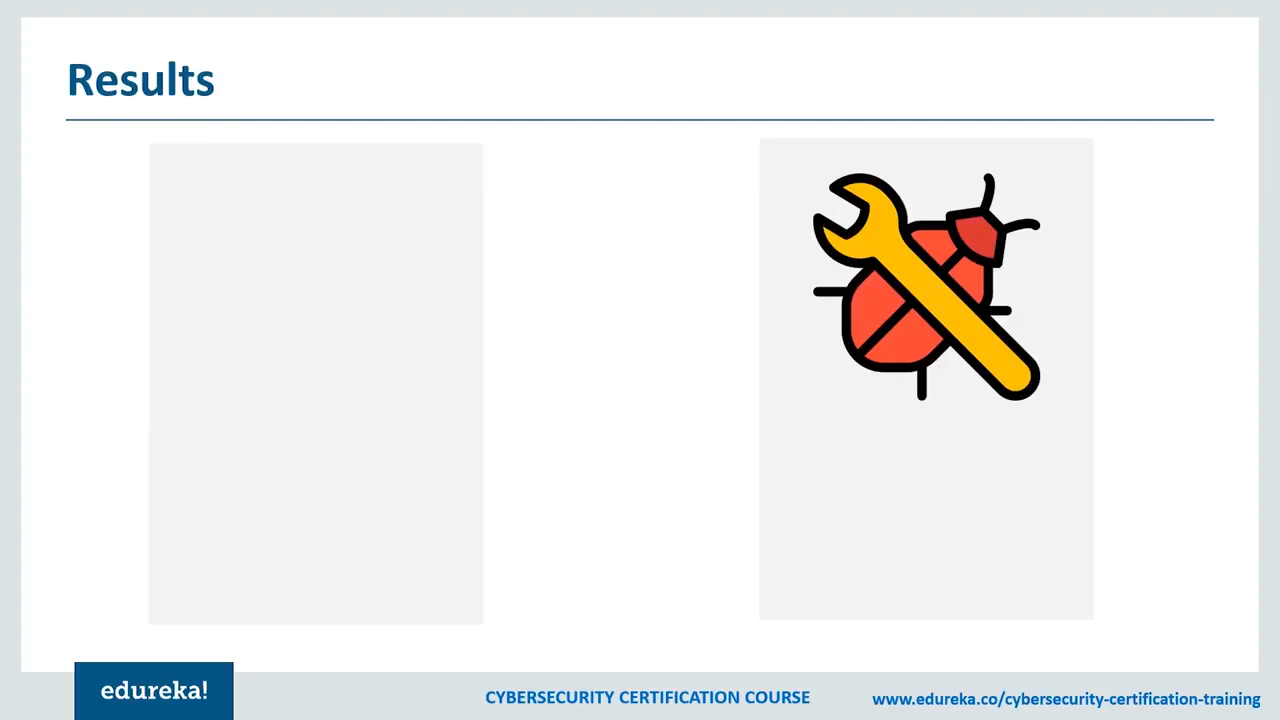 Results
edureka!
CYBERSECURITY CERTIFICATION COURSE
www.edureka.co/cybersecurity-certification-training